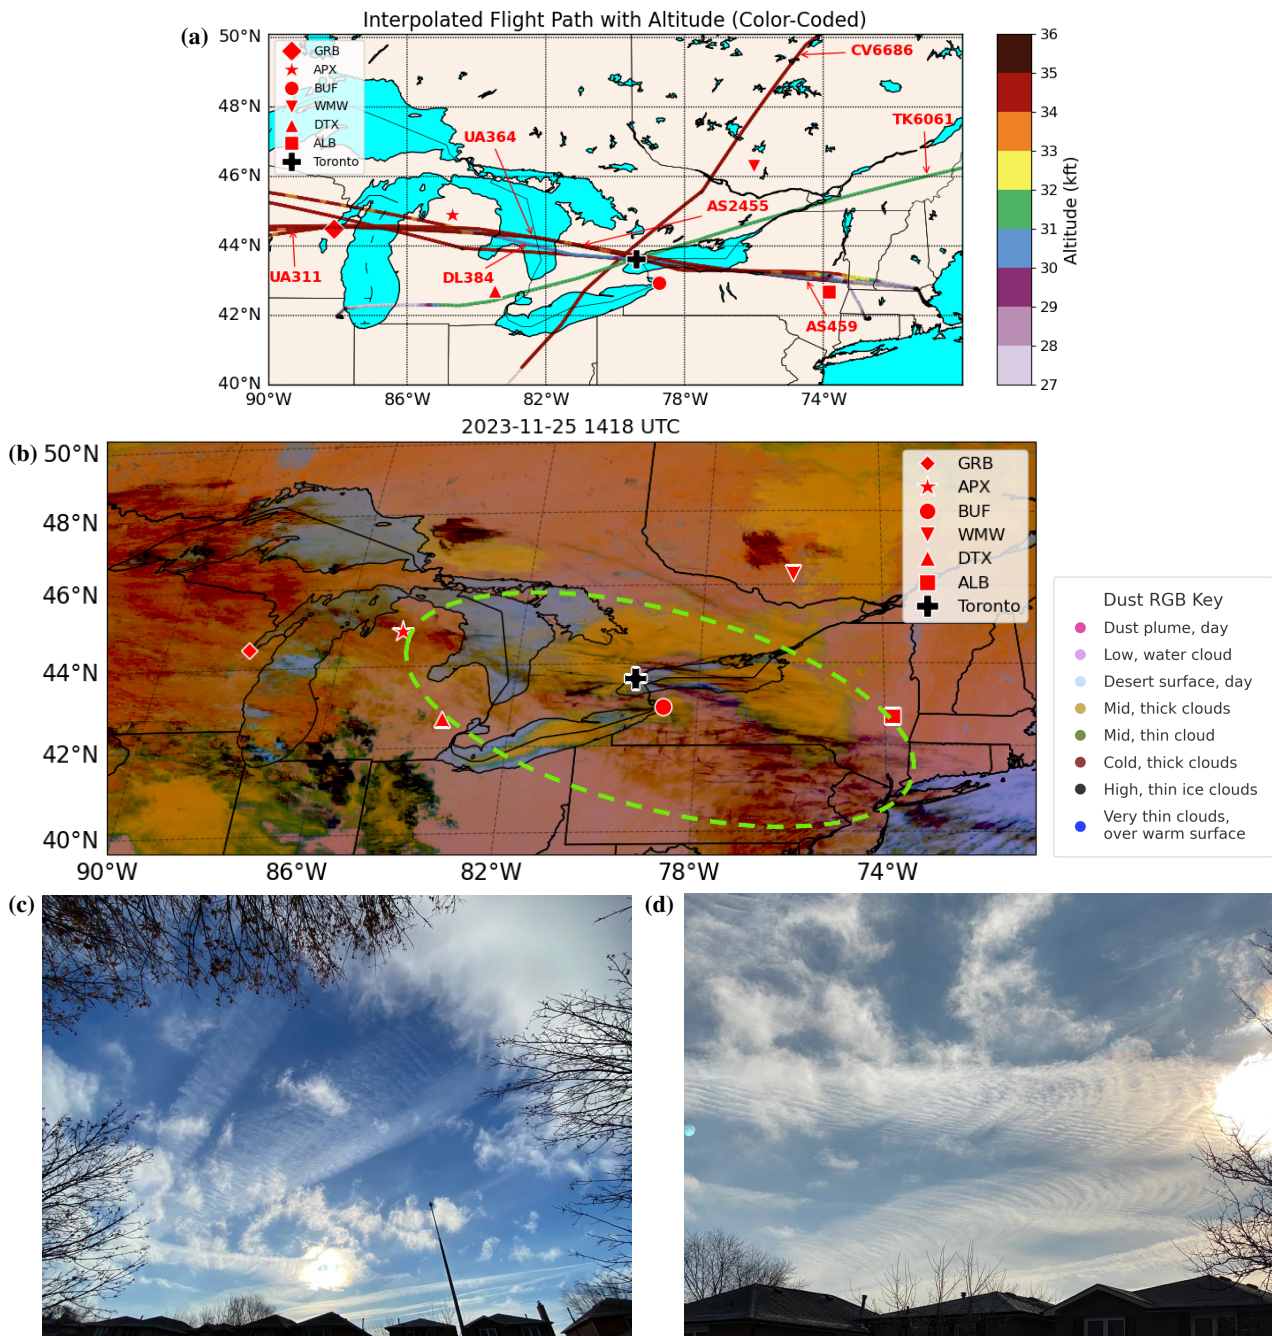 (a)
Interpolated Flight Path with Altitude (Color-Coded)
50°N
48°N
46°N
44°N
42°N
40°N
90°W
86°W
82°W
78°W
74°W
GRB
APX
BUF
WMW
DTX
ALB
Toronto
CV6686
TK6061
UA364
AS2455
UA311
DL384
AS459
36
35
34
33
32
31
30
29
28
27
Altitude (kft)
2023-11-25 1418 UTC
(b)
50°N
48°N
46°N
44°N
42°N
40°N
90°W
86°W
82°W
78°W
74°W
GRB
APX
BUF
WMW
DTX
ALB
Toronto
Dust RGB Key
Dust plume, day
Low, water cloud
Desert surface, day
Mid, thick clouds
Mid, thin cloud
Cold, thick clouds
High, thin ice clouds
Very thin clouds,
over warm surface
(c)
(d)